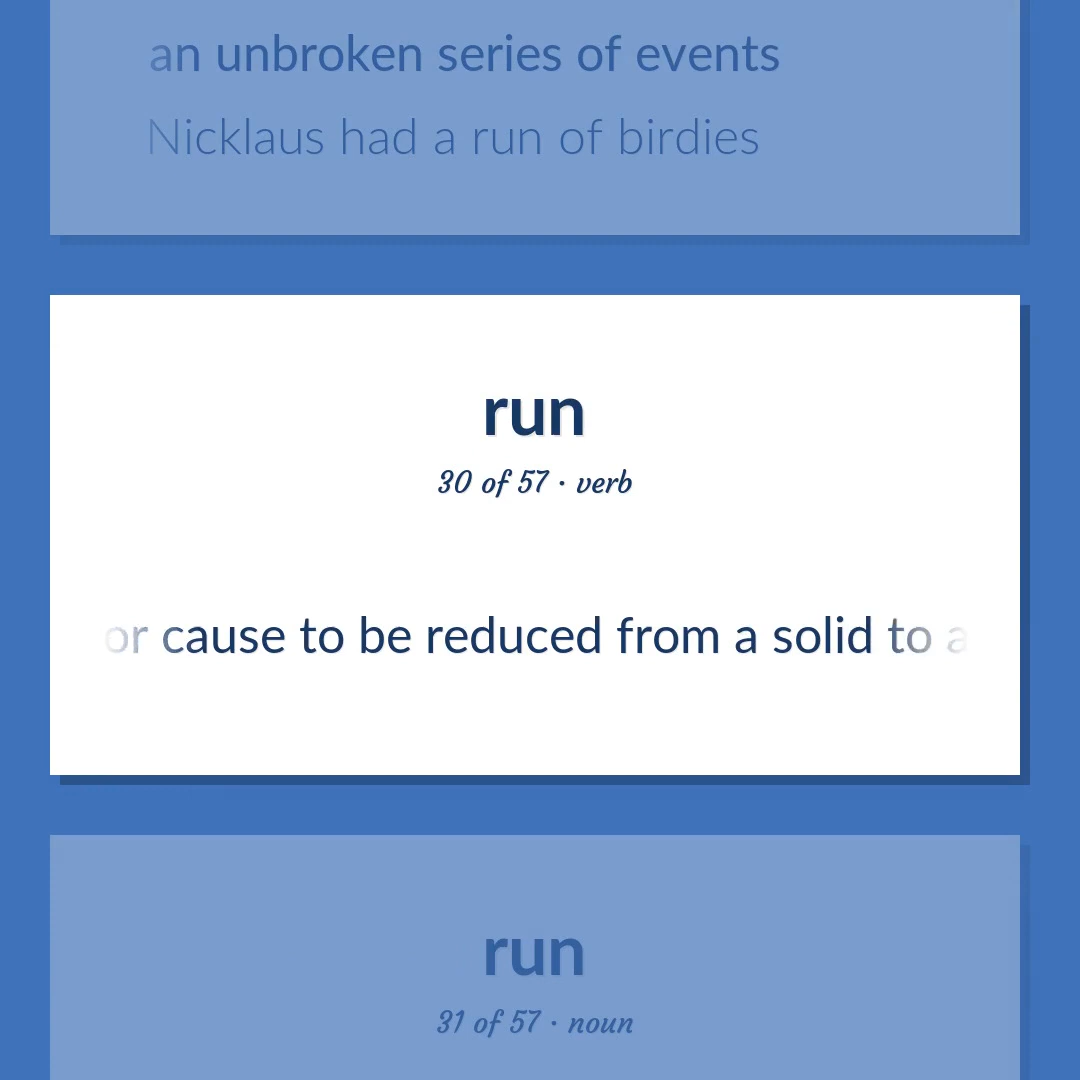 an unbroken series of events
Nicklaus had a run of birdies
run
30 of 57 · verb
or cause to be reduced from a solid to a
run
31 of 57 · noun